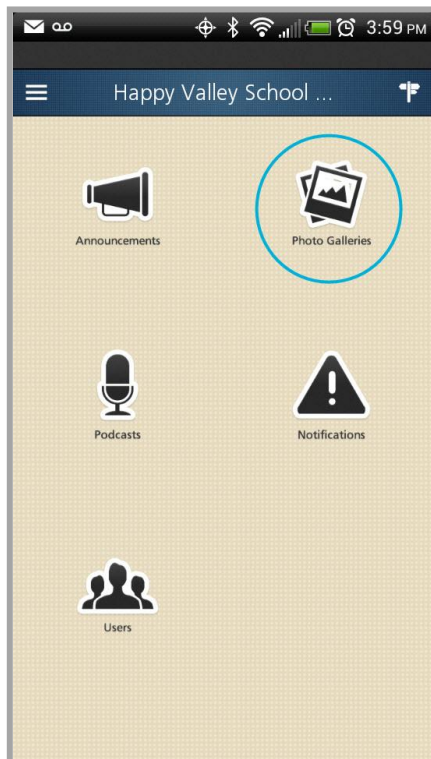 3:59 PM
Happy Valley School ...
Announcements
Photo Galleries
Podcasts
Notifications
Users